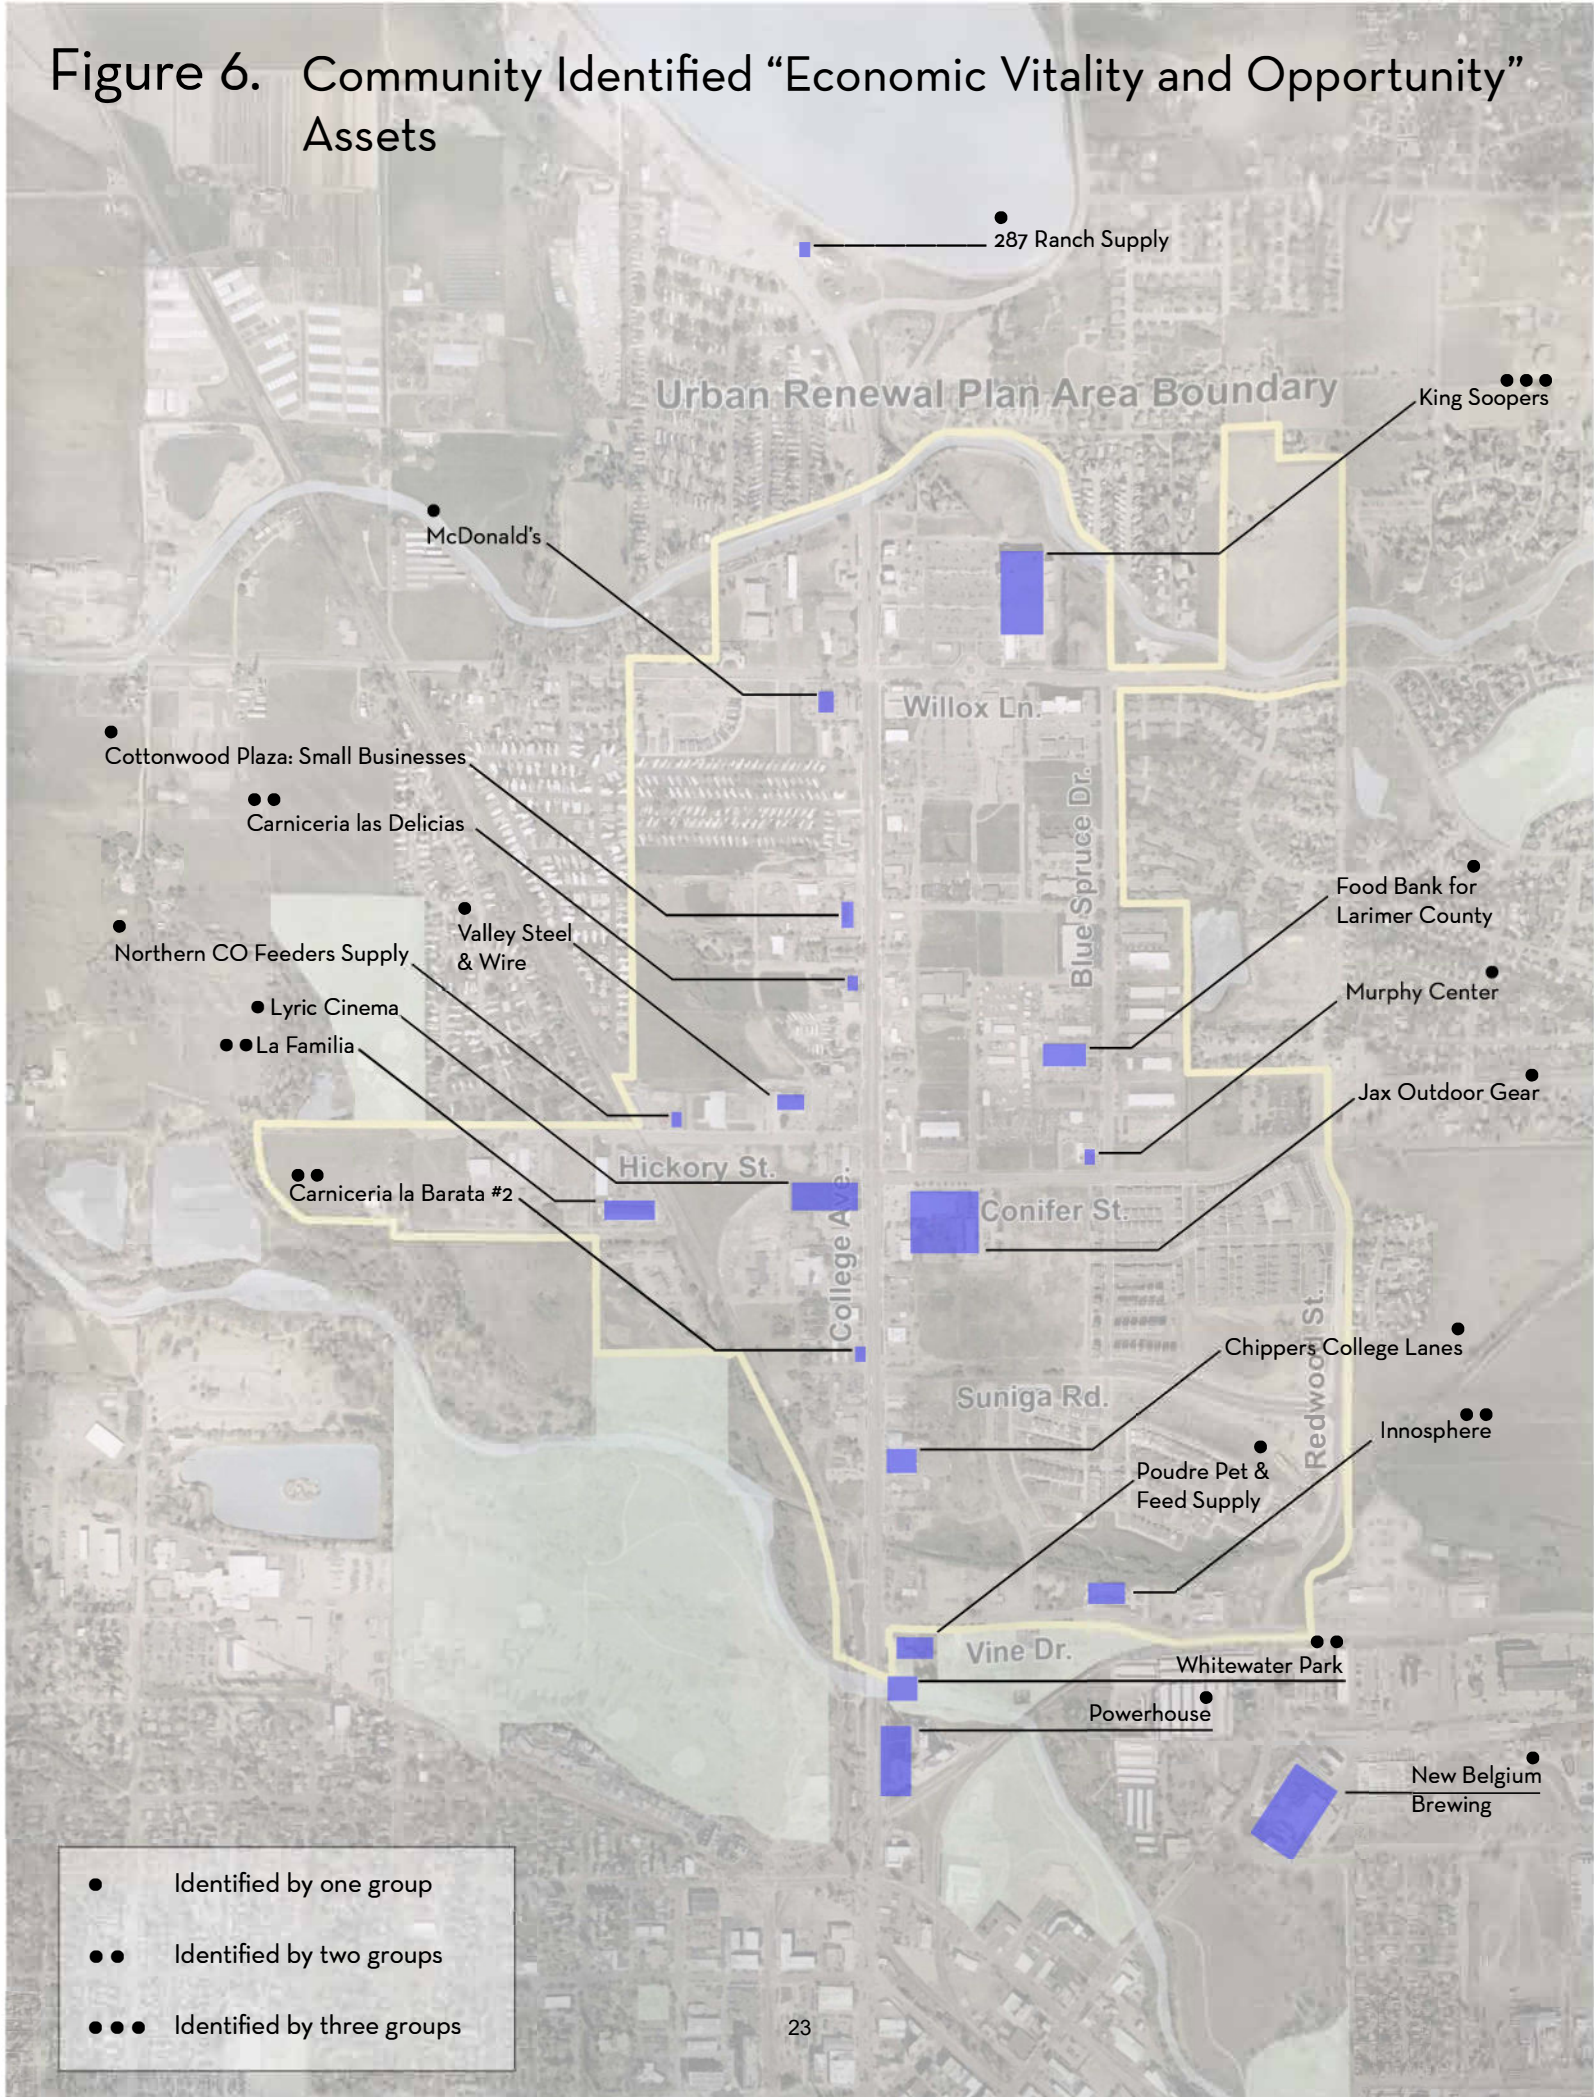 Figure 6. Community Identified “Economic Vitality and Opportunity”
Assets
287 Ranch Supply
Urban Renewal Plan Area Boundary
King Soopers
McDonald's
Willox Ln.
Cottonwood Plaza: Small Businesses
Carniceria las Delicias
Blue Spruce Dr.
Food Bank for
Larimer County
Valley Steel
& Wire
Northern CO Feeders Supply
Murphy Center
Lyric Cinema
La Familia
Jax Outdoor Gear
Hickory St.
Carniceria la Barata #2
Conifer St.
College Ave.
Redwood St.
Chippers College Lanes
Suniga Rd.
Innosphere
Poudre Pet &
Feed Supply
Vine Dr.
Whitewater Park
Powerhouse
New Belgium
Brewing
Identified by one group
Identified by two groups
Identified by three groups
23